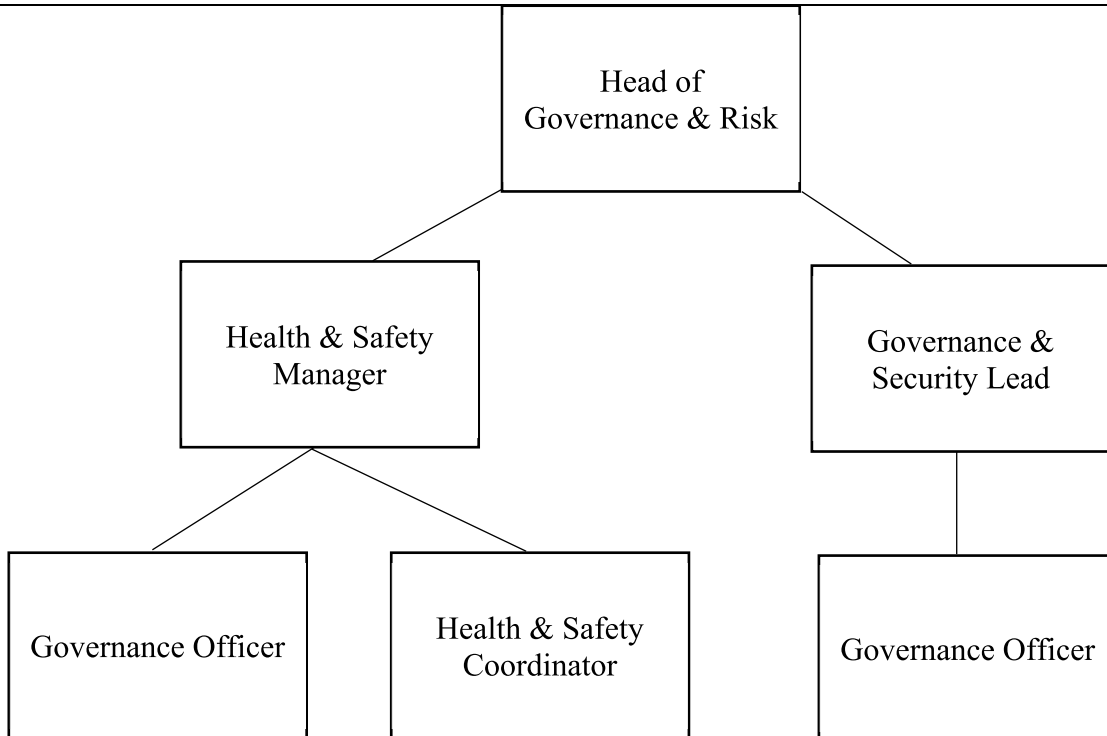 Head of
Governance & Risk
Health & Safety
Manager
Governance &
Security Lead
Governance Officer
Health & Safety
Coordinator
Governance Officer